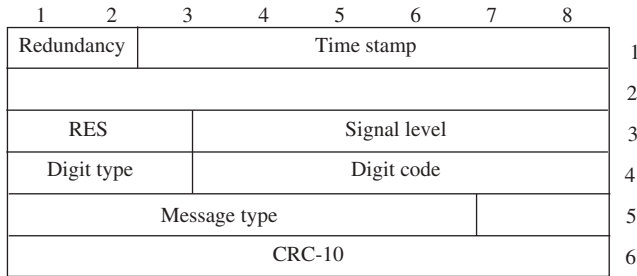 1 2 3 4 5 6 7 8
Redundancy Time stamp 1
2
RES Signal level 3
Digit type Digit code 4
Message type 5
CRC-10 6